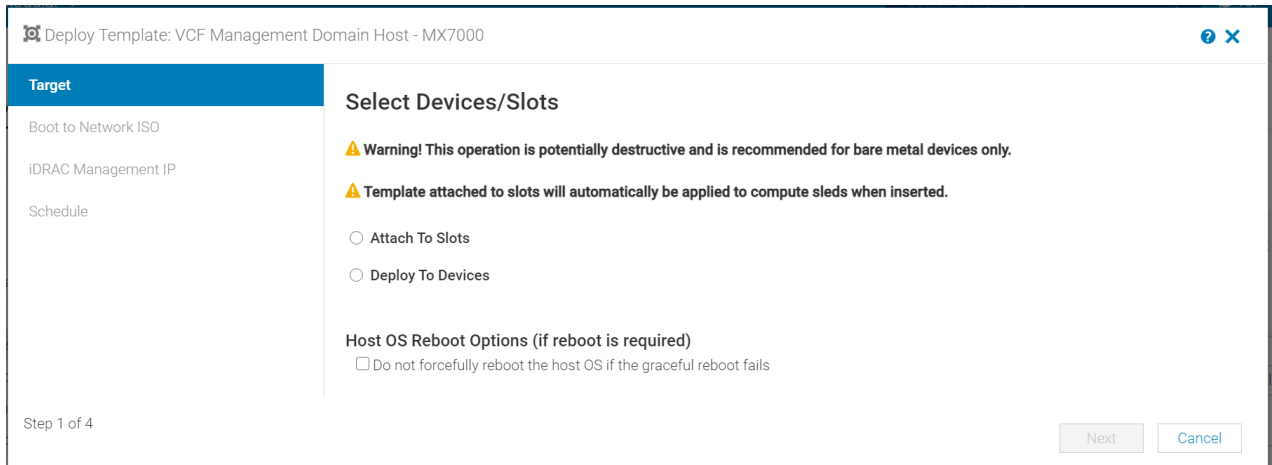 Deploy Template: VCF Management Domain Host - MX7000
Target
Boot to Network ISO
iDRAC Management IP
Schedule
Select Devices/Slots
Warning! This operation is potentially destructive and is recommended for bare metal devices only.
Template attached to slots will automatically be applied to compute sleds when inserted.
Attach To Slots
Deploy To Devices
Host OS Reboot Options (if reboot is required)
Do not forcefully reboot the host OS if the graceful reboot fails
Step 1 of 4
Next
Cancel